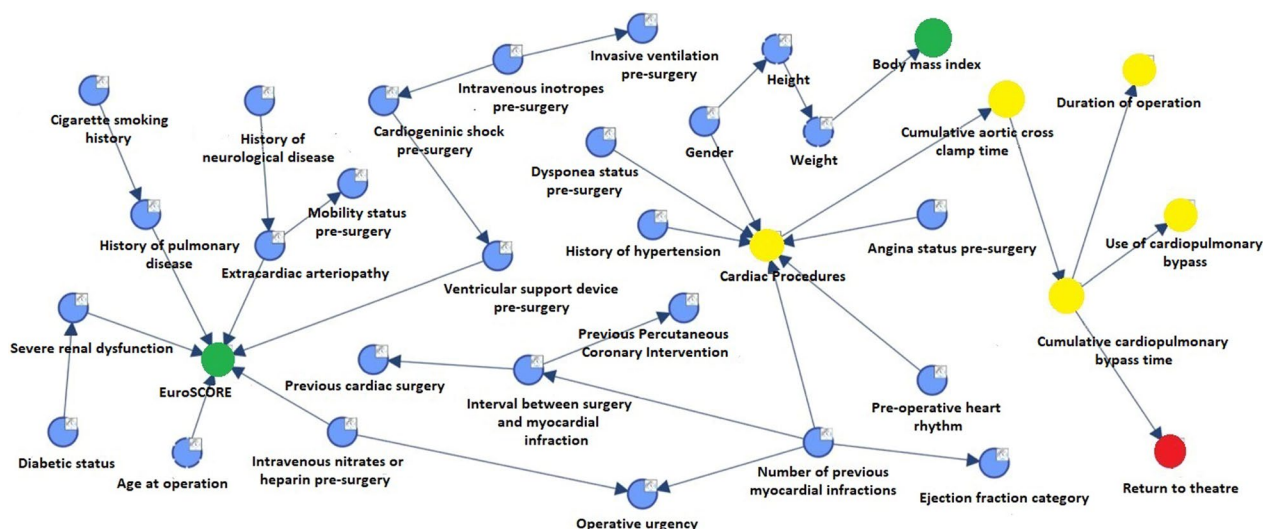 Invasive ventilation
pre-surgery
Height
Body mass index
Intravenous inotropes
pre-surgery
Duration of operation
Cigarette smoking
history
History of
neurological disease
Cardiogeninic shock
pre-surgery
Gender
Weight
Cumulative aortic cross
clamp time
Dysponea status
pre-surgery
Mobility status
pre-surgery
History of pulmonary
disease
Extracardiac arteriopathy
History of hypertension
Cardiac Procedures
Angina status pre-surgery
Use of cardiopulmonary
bypass
Ventricular support device
pre-surgery
Severe renal dysfunction
Previous Percutaneous
Coronary Intervention
Cumulative cardiopulmonary
bypass time
EuroSCORE
Previous cardiac surgery
Interval between surgery
and myocardial
infraction
Pre-operative heart
rhythm
Diabetic status
Age at operation
Intravenous nitrates or
heparin pre-surgery
Number of previous
myocardial infractions
Ejection fraction category
Return to theatre
Operative urgency